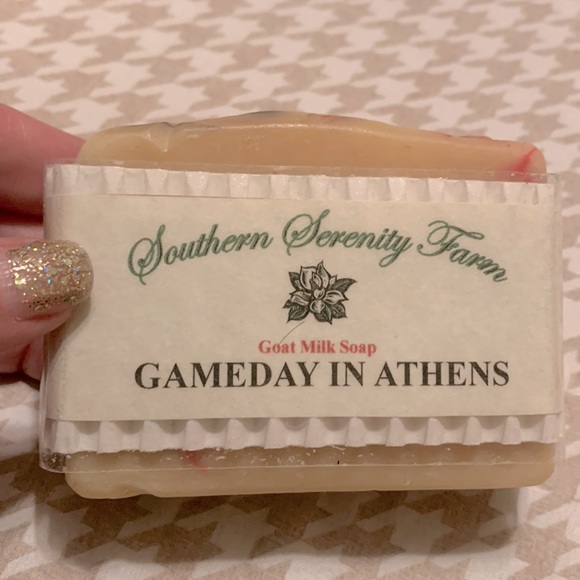 Southern Serenity Farm
Goat Milk Soap
GAMEDAY IN ATHENS